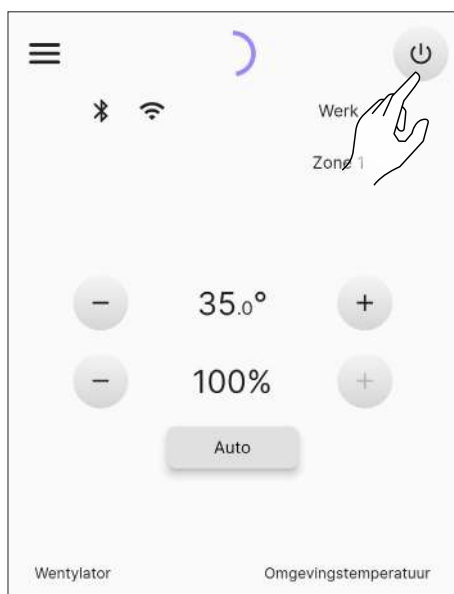 Werk
Zone 1
− 35.0° +
− 100% +
Auto
Wentylator Omgevingstemperatuur